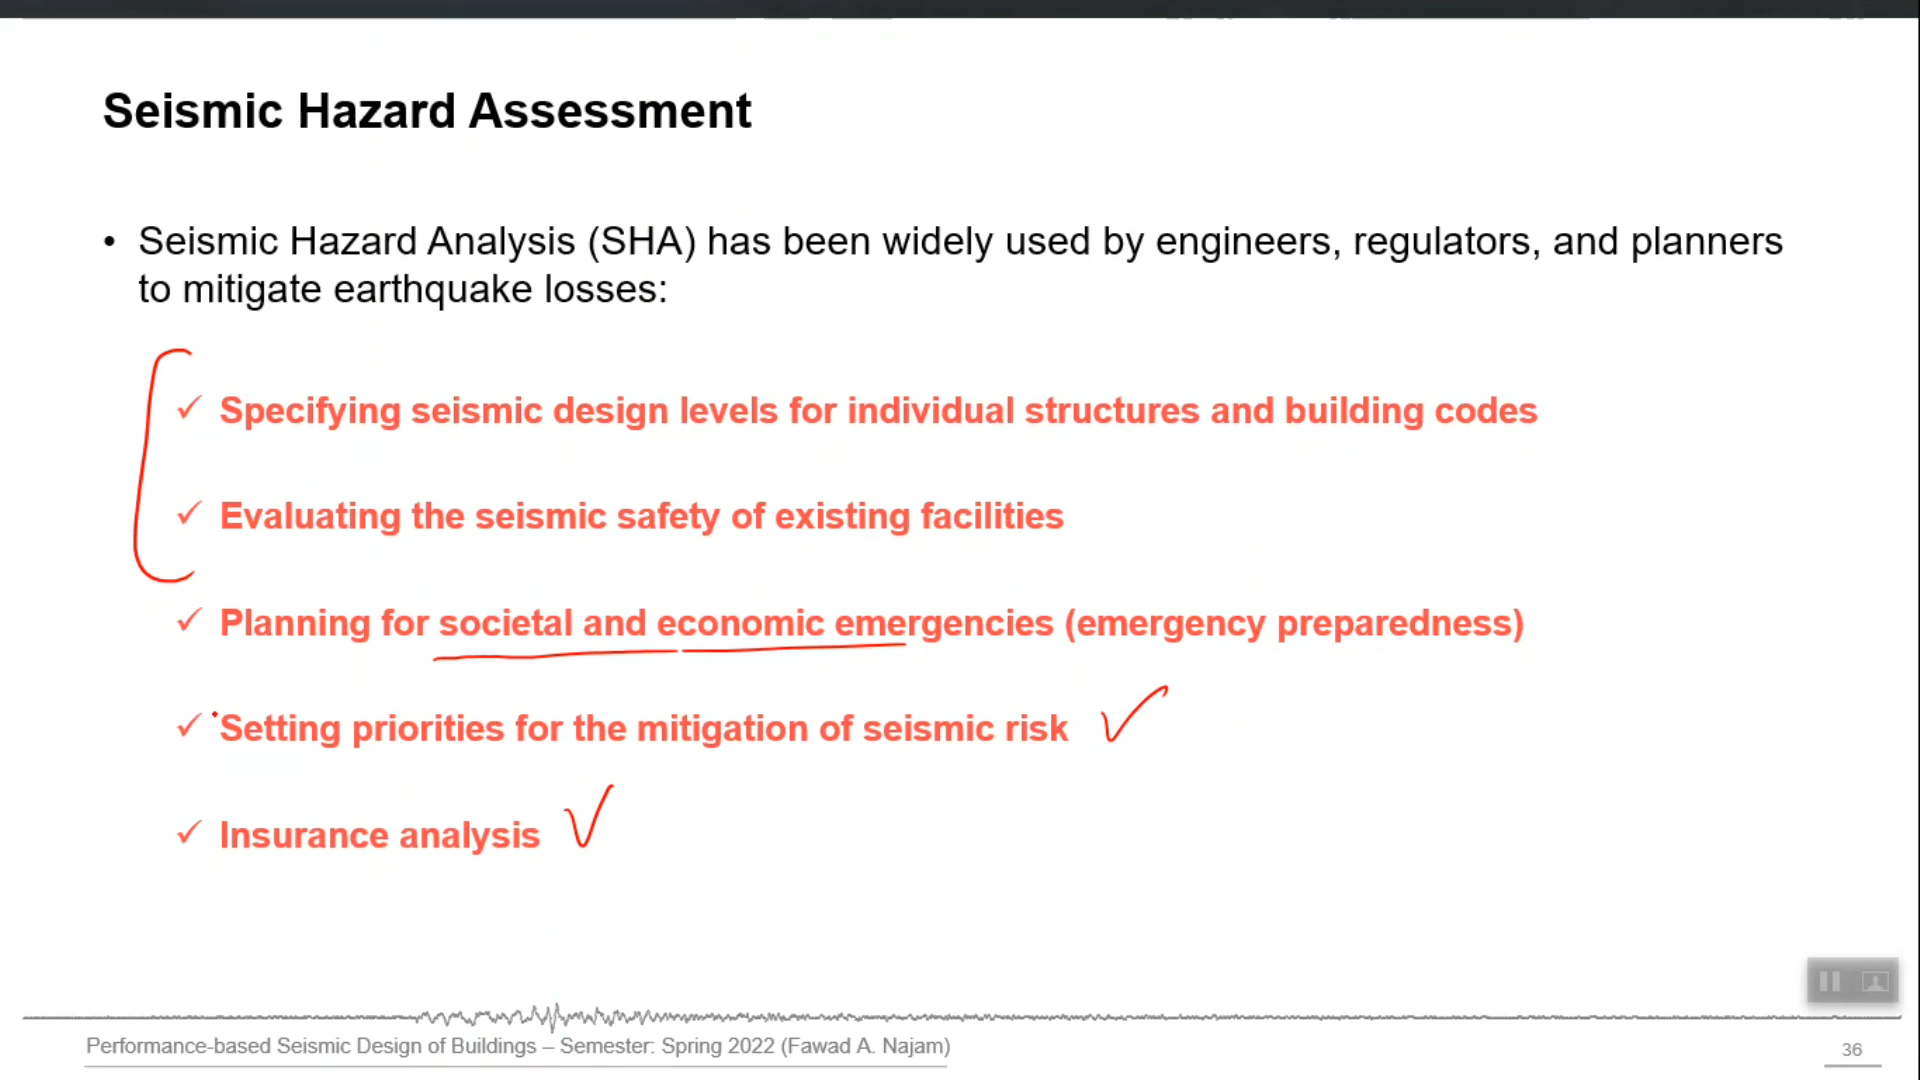 Seismic Hazard Assessment
• Seismic Hazard Analysis (SHA) has been widely used by engineers, regulators, and planners
to mitigate earthquake losses:
✓ Specifying seismic design levels for individual structures and building codes
✓ Evaluating the seismic safety of existing facilities
✓ Planning for societal and economic emergencies (emergency preparedness)
✓ Setting priorities for the mitigation of seismic risk
✓ Insurance analysis
Performance-based Seismic Design of Buildings – Semester: Spring 2022 (Fawad A. Najam)
36